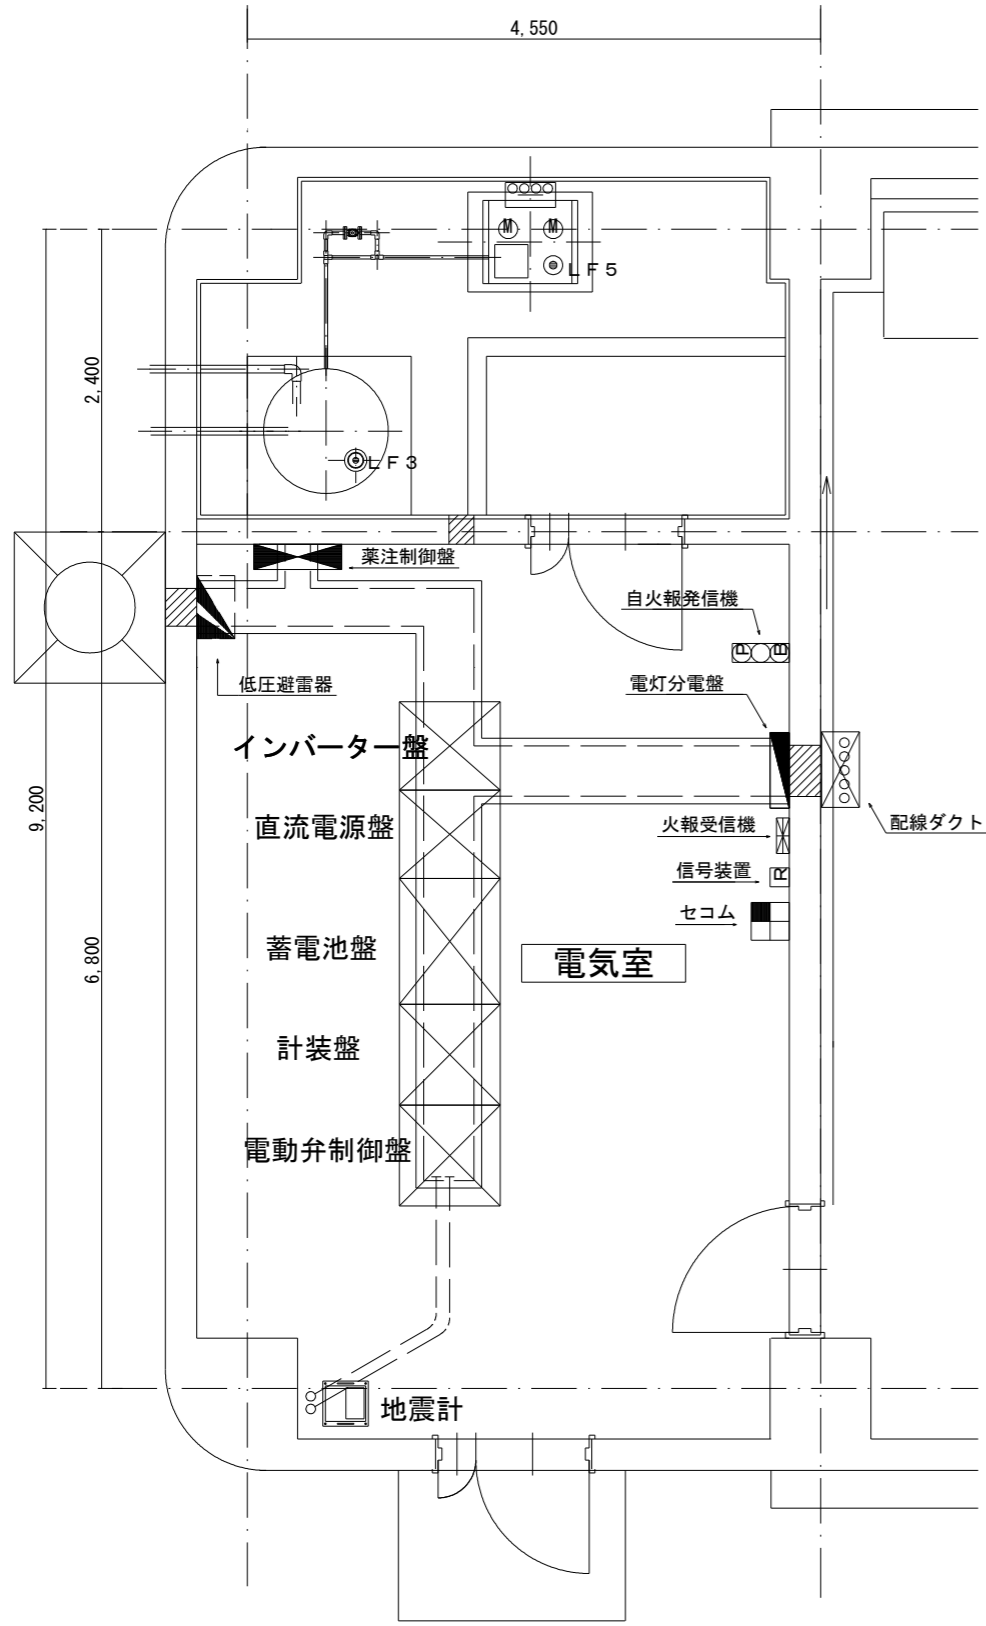 4,550
M M
LF5
2,400
LF3
薬注制御盤
自火報発信機
P B
低圧避雷器
電灯分電盤
インバーター盤
9,200
直流電源盤
火報受信機
配線ダクト
信号装置
R
セコム
6,800
蓄電池盤
電気室
計装盤
電動弁制御盤
地震計